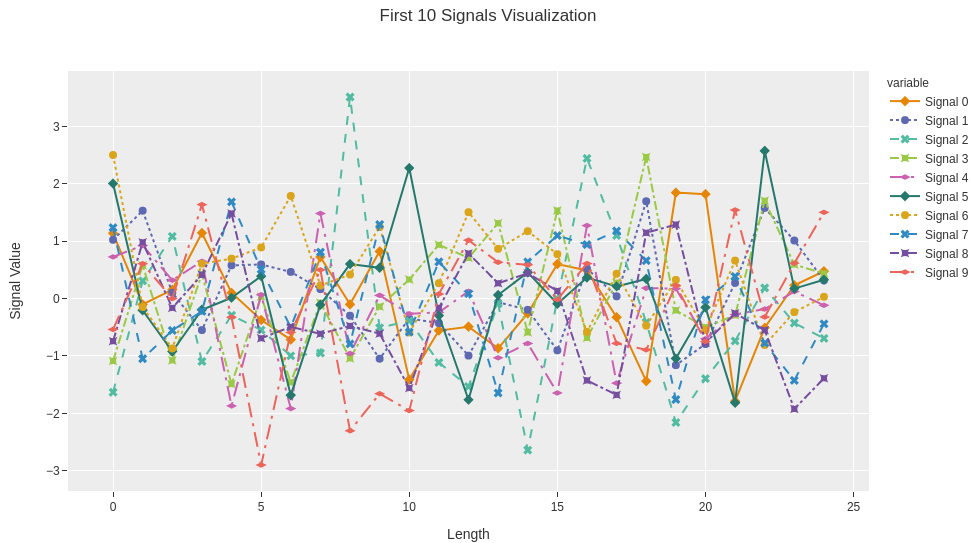 First 10 Signals Visualization
variable
Signal 0
Signal 1
Signal 2
Signal 3
Signal 4
Signal 5
Signal 6
Signal 7
Signal 8
Signal 9
Signal Value
3
2
1
0
−1
−2
−3
0 5 10 15 20 25
Length